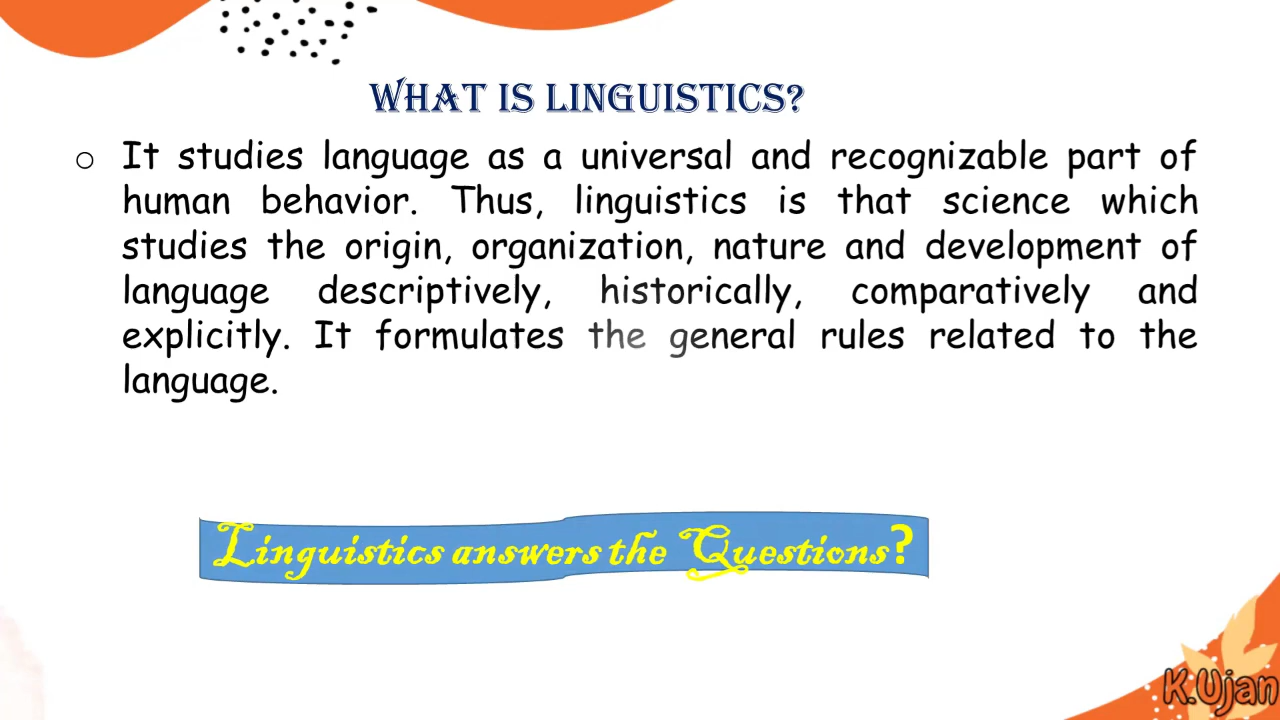 WHAT IS LINGUISTICS?
o It studies language as a universal and recognizable part of
human behavior. Thus, linguistics is that science which
studies the origin, organization, nature and development of
language descriptively, historically, comparatively and
explicitly. It formulates the general rules related to the
language.
Linguistics answers the Questions?
K.Ujan